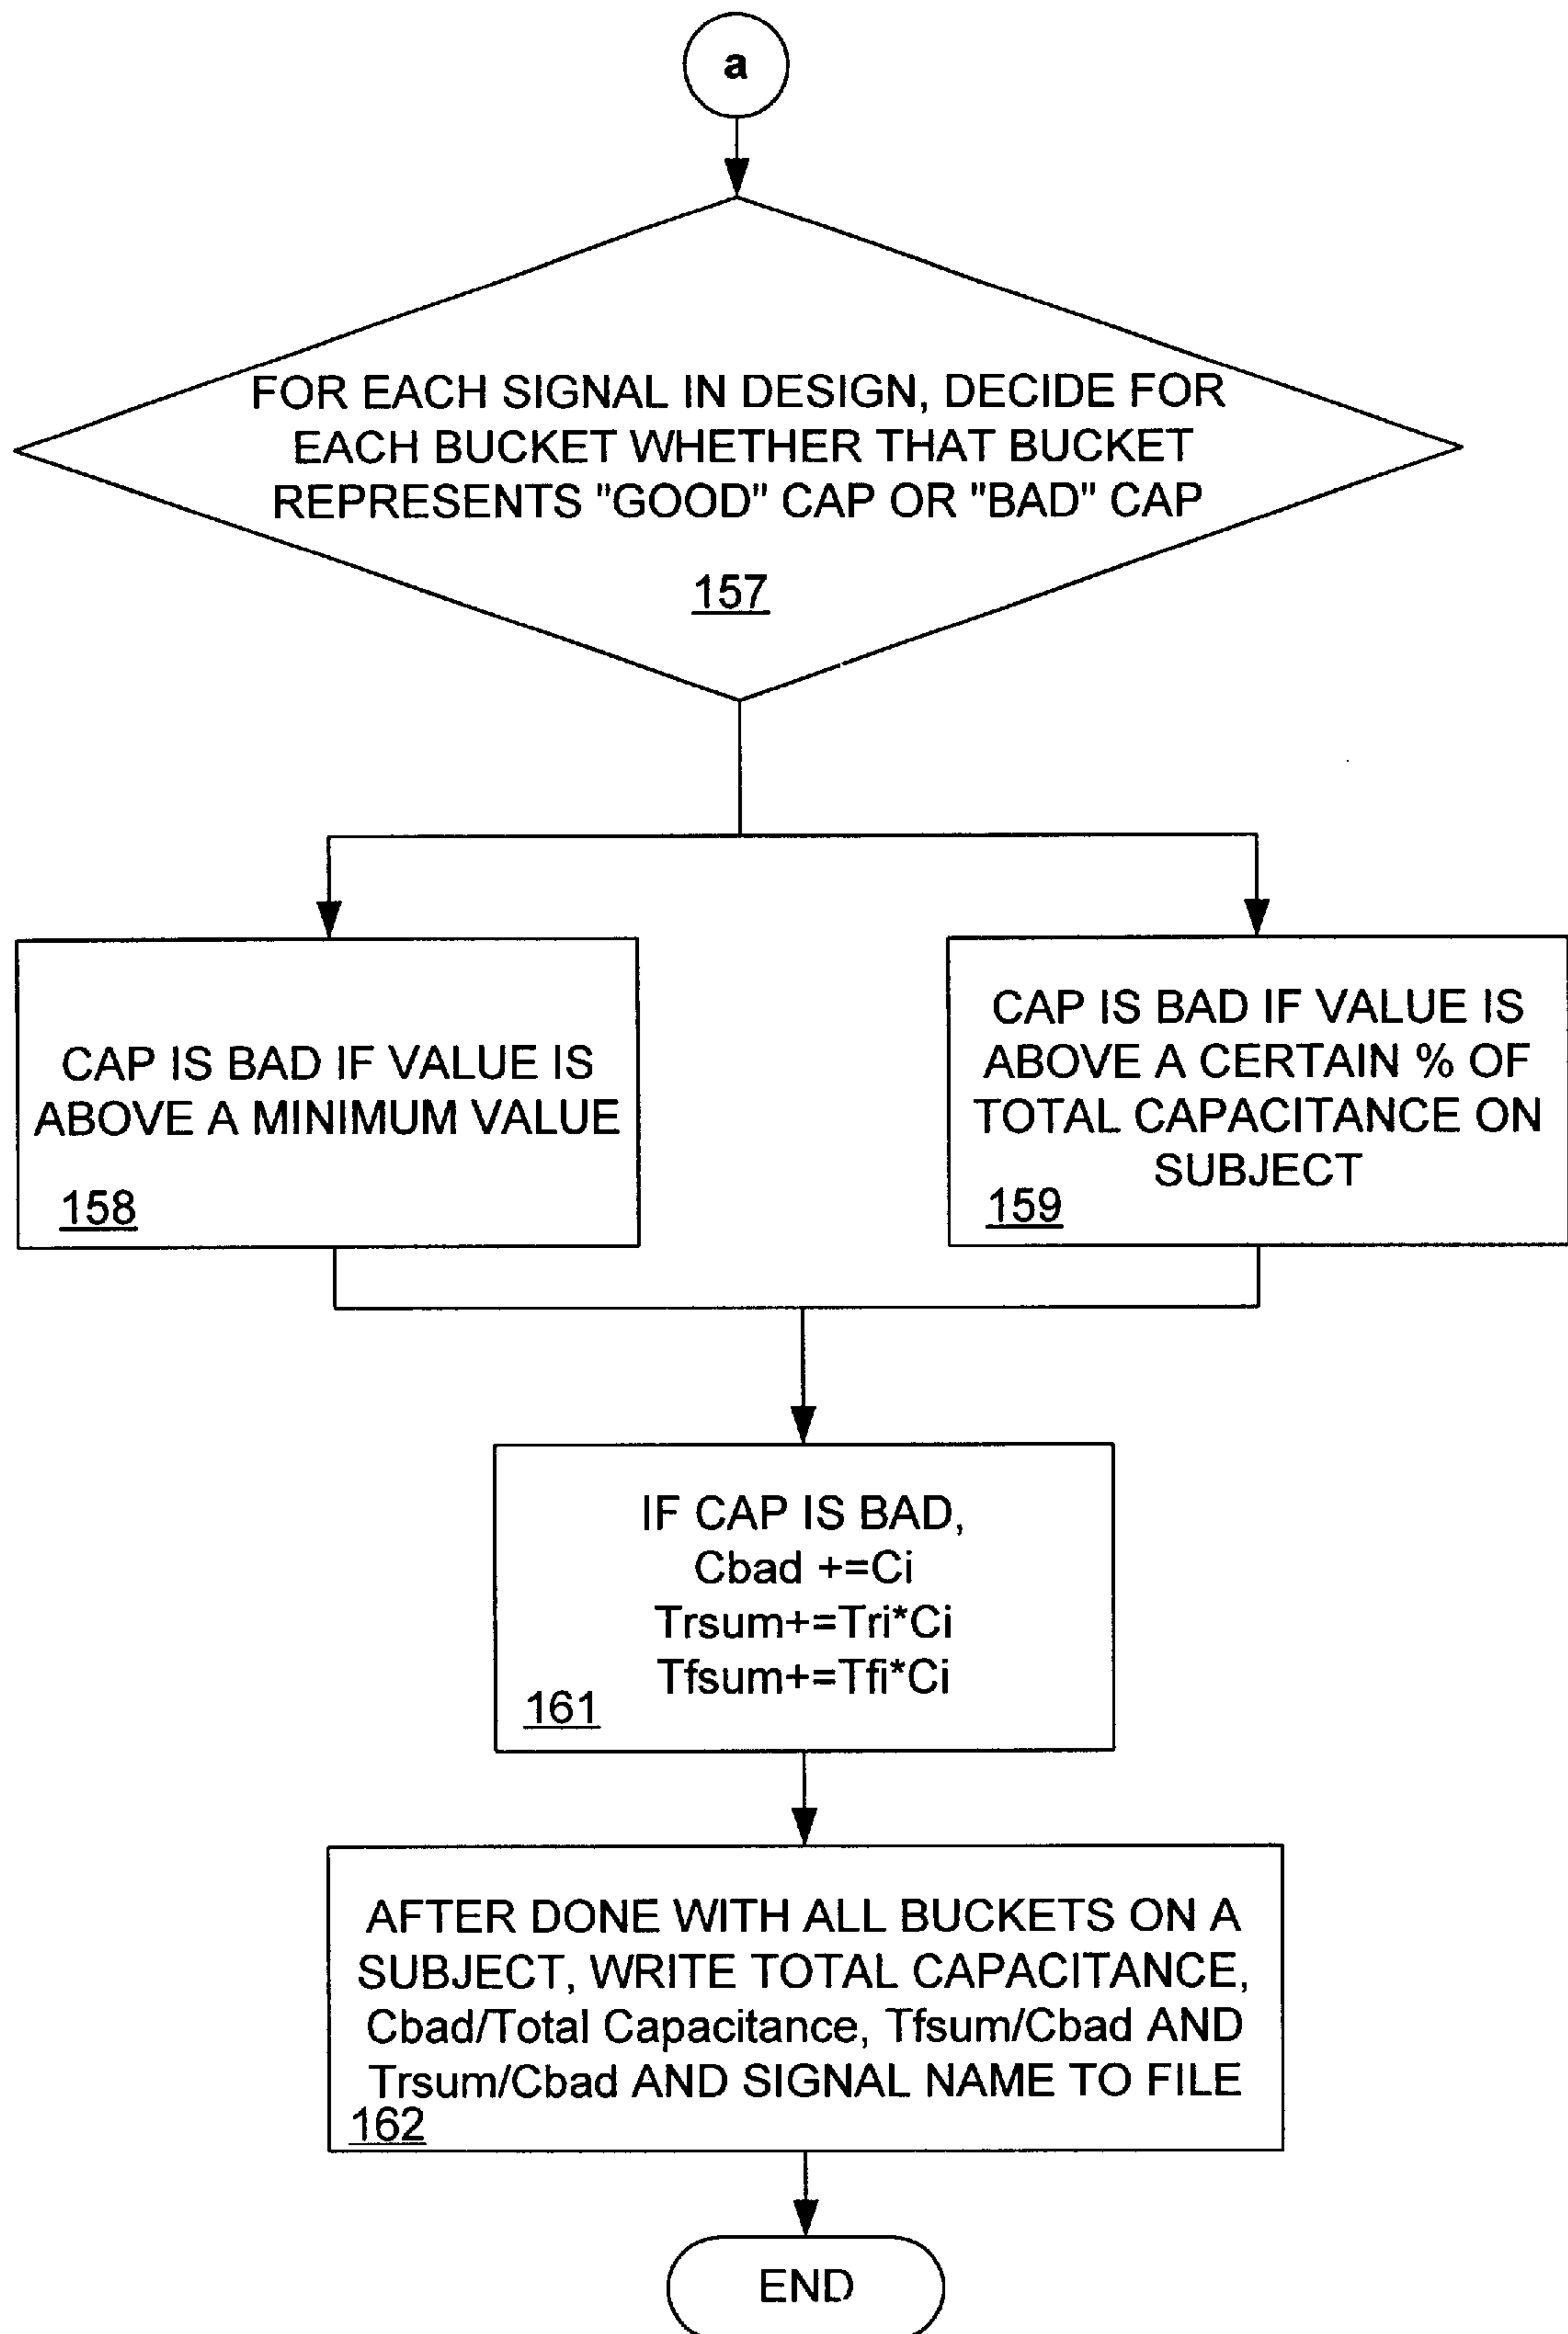 a
FOR EACH SIGNAL IN DESIGN, DECIDE FOR
EACH BUCKET WHETHER THAT BUCKET
REPRESENTS "GOOD" CAP OR "BAD" CAP
157
CAP IS BAD IF VALUE IS
ABOVE A MINIMUM VALUE
158
CAP IS BAD IF VALUE IS
ABOVE A CERTAIN % OF
TOTAL CAPACITANCE ON
SUBJECT
159
IF CAP IS BAD,
Cbad +=Ci
Trsum+=Tri*Ci
Tfsum+=Tfi*Ci
161
AFTER DONE WITH ALL BUCKETS ON A
SUBJECT, WRITE TOTAL CAPACITANCE,
Cbad/Total Capacitance, Tfsum/Cbad AND
Trsum/Cbad AND SIGNAL NAME TO FILE
162
END